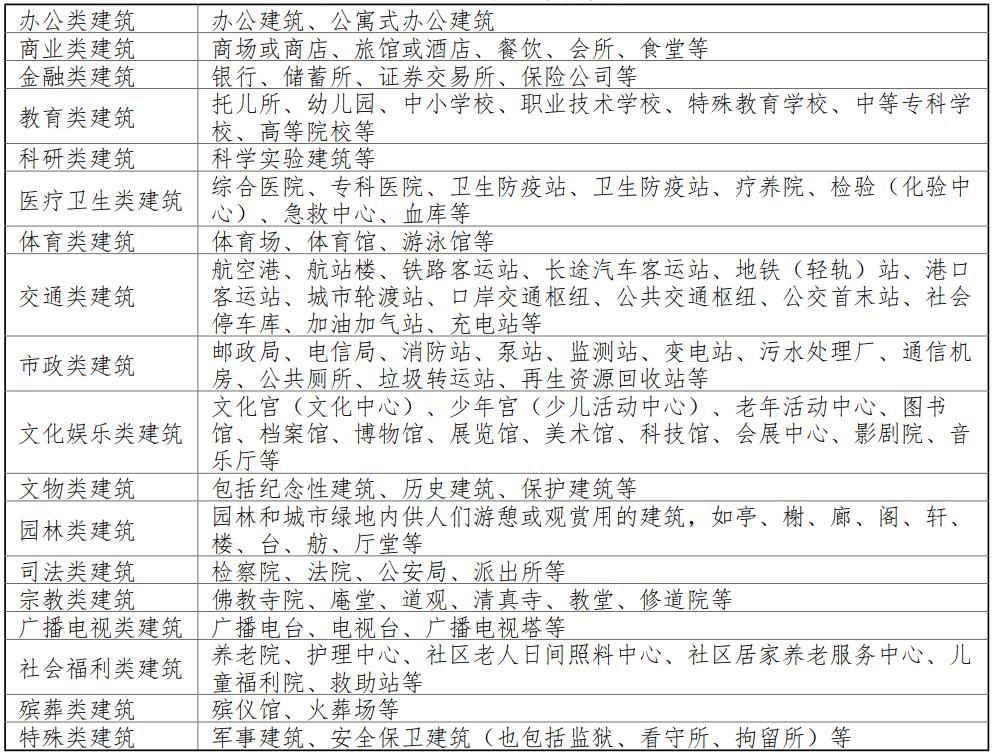 办公类建筑 办公建筑、公寓式办公建筑
商业类建筑 商场或商店、旅馆或酒店、餐饮、会所、食堂等
金融类建筑 银行、储蓄所、证券交易所、保险公司等
教育类建筑 托儿所、幼儿园、中小学校、职业技术学校、特殊教育学校、中等专科学
校、高等院校等
科研类建筑 科学实验建筑等
医疗卫生类建筑 综合医院、专科医院、卫生防疫站、卫生防疫站、疗养院、检验（化验中
心）、急救中心、血库等
体育类建筑 体育场、体育馆、游泳馆等
交通类建筑 航空港、航站楼、铁路客运站、长途汽车客运站、地铁（轻轨）站、港口
客运站、城市轮渡站、口岸交通枢纽、公共交通枢纽、公交首末站、社会
停车库、加油加气站、充电站等
市政类建筑 邮政局、电信局、消防站、泵站、监测站、变电站、污水处理厂、通信机
房、公共厕所、垃圾转运站、再生资源回收站等
文化娱乐类建筑 文化宫（文化中心）、少年宫（少儿活动中心）、老年活动中心、图书
馆、档案馆、博物馆、展览馆、美术馆、科技馆、会展中心、影剧院、音
乐厅等
文物类建筑 包括纪念性建筑、历史建筑、保护建筑等
园林类建筑 园林和城市绿地内供人们游憩或观赏用的建筑，如亭、榭、廊、阁、轩、
楼、台、舫、厅堂等
司法类建筑 检察院、法院、公安局、派出所等
宗教类建筑 佛教寺院、庵堂、道观、清真寺、教堂、修道院等
广播电视类建筑 广播电台、电视台、广播电视塔等
社会福利类建筑 养老院、护理中心、社区老人日间照料中心、社区居家养老服务中心、儿
童福利院、救助站等
殡葬类建筑 殡仪馆、火葬场等
特殊类建筑 军事建筑、安全保卫建筑（也包括监狱、看守所、拘留所）等